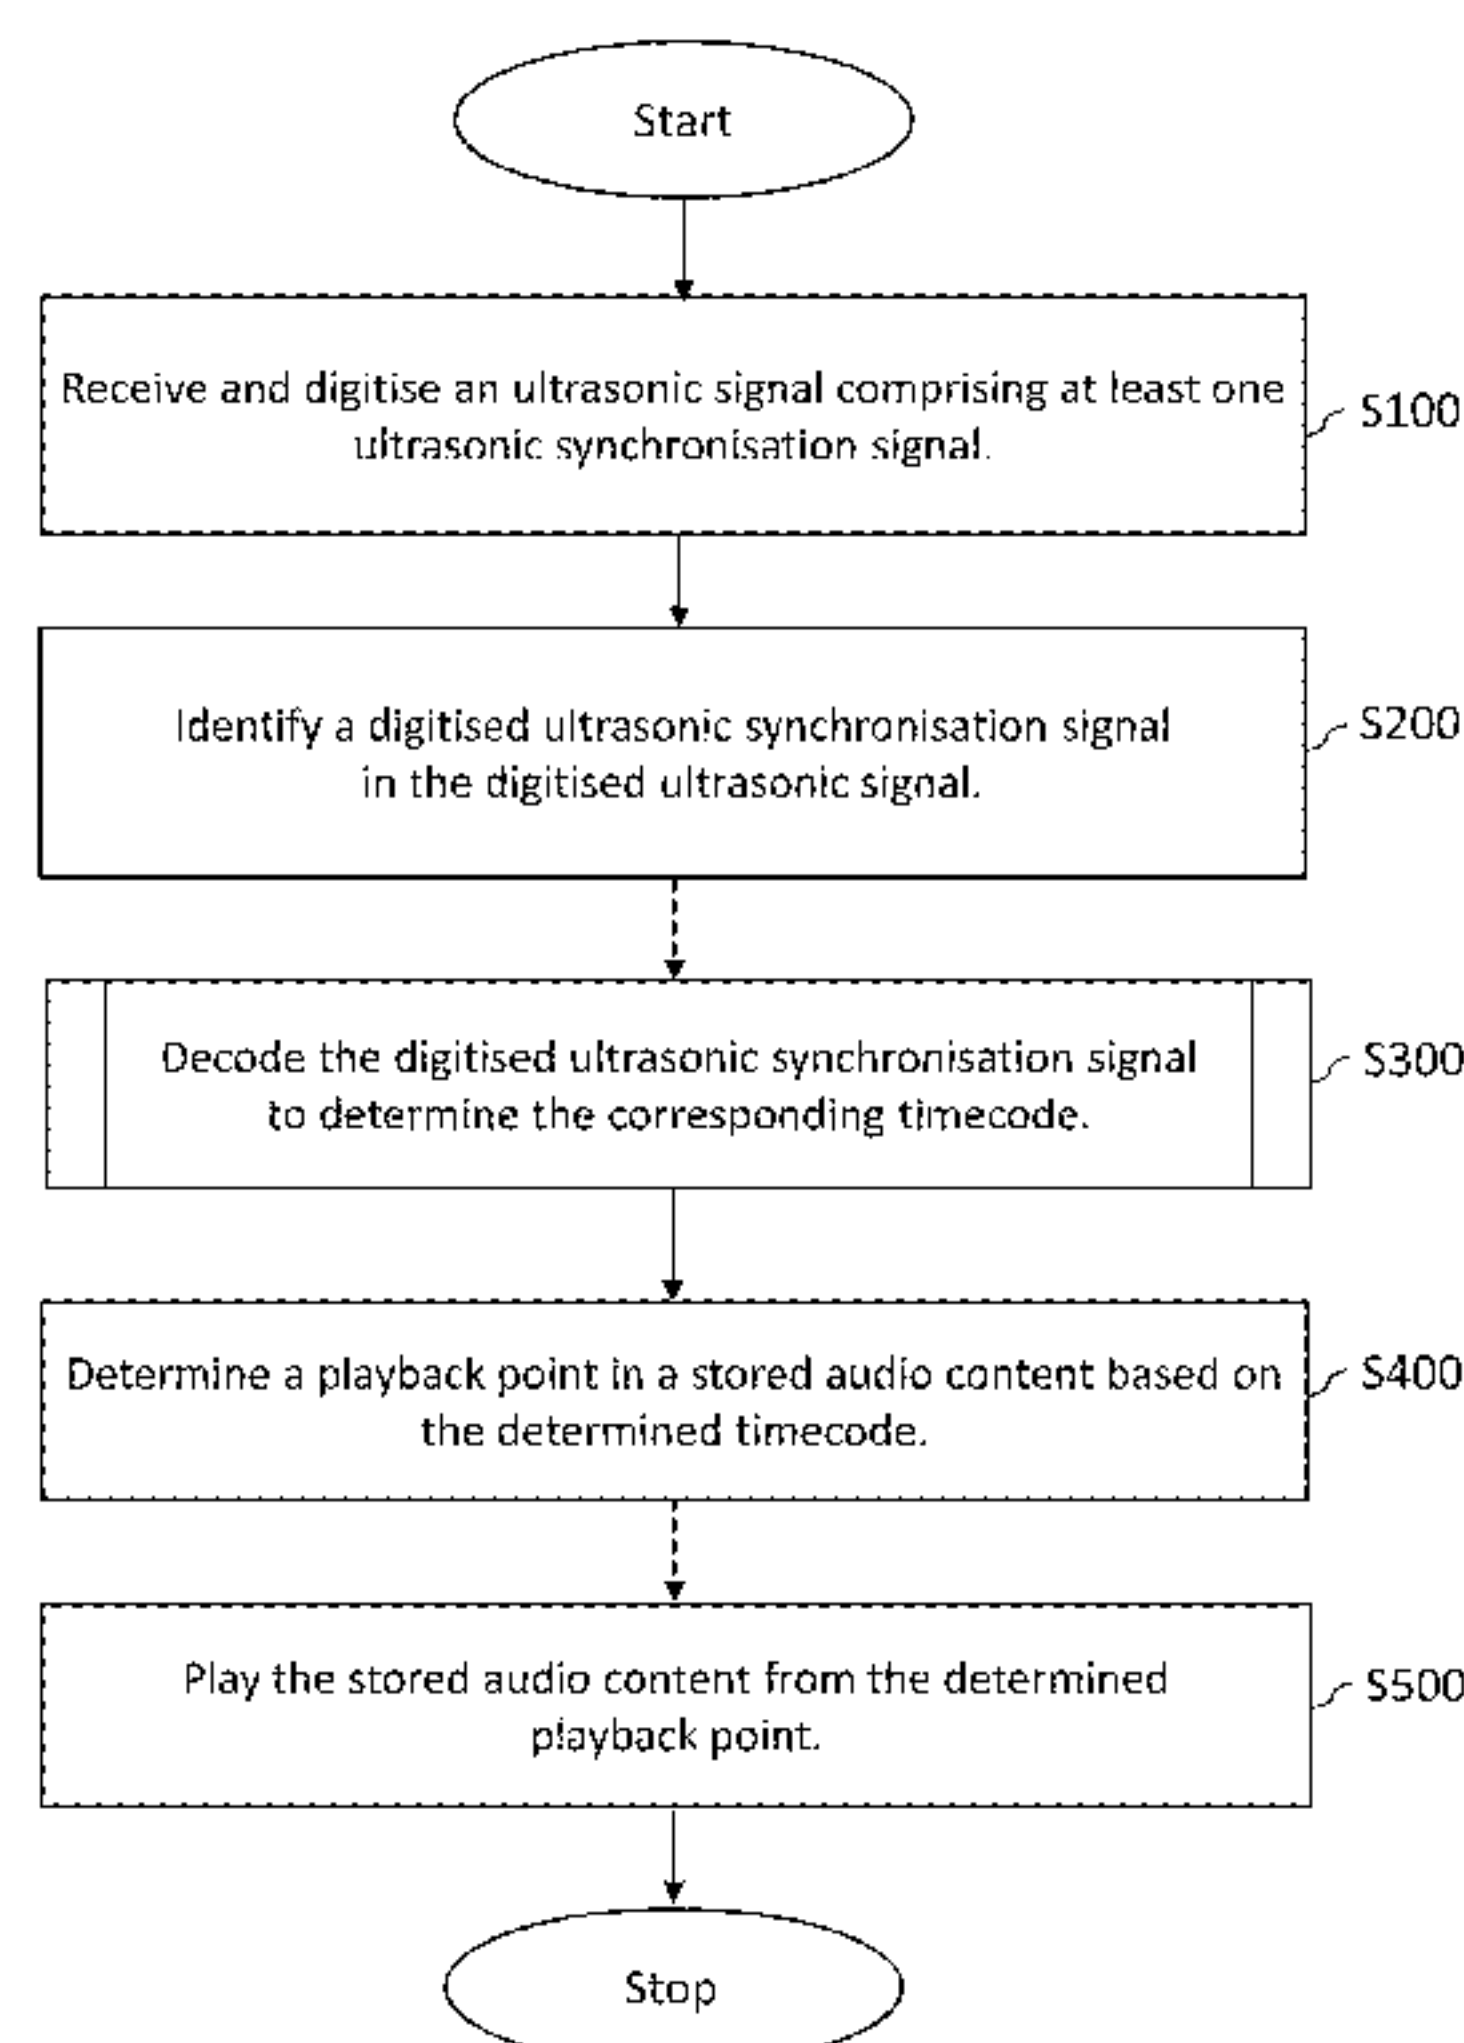 Start
Receive and digitise an ultrasonic signal comprising at least one
ultrasonic synchronisation signal.
S100
Identify a digitised ultrasonic synchronisation signal
in the digitised ultrasonic signal.
S200
Decode the digitised ultrasonic synchronisation signal
to determine the corresponding timecode.
S300
Determine a playback point in a stored audio content based on
the determined timecode.
S400
Play the stored audio content from the determined
playback point.
S500
Stop